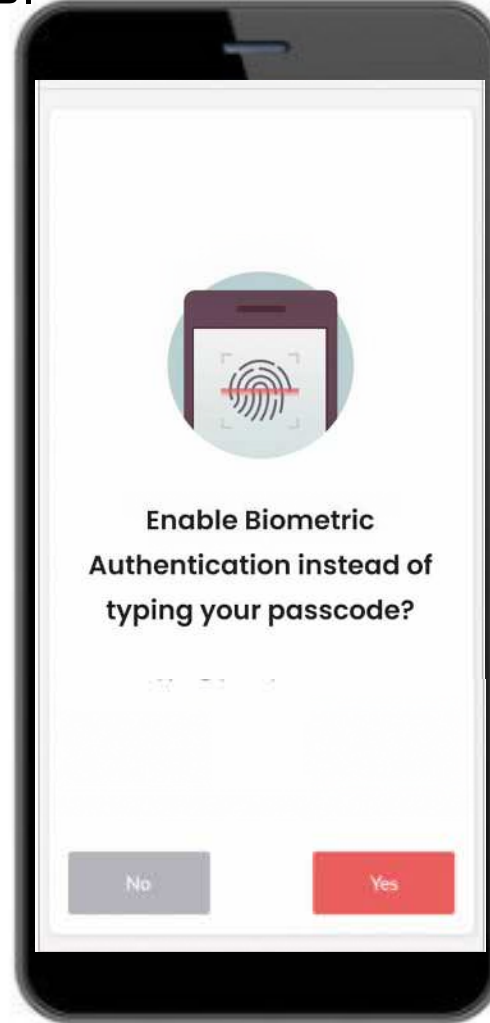 Enable Biometric
Authentication instead of
typing your passcode?
No
Yes